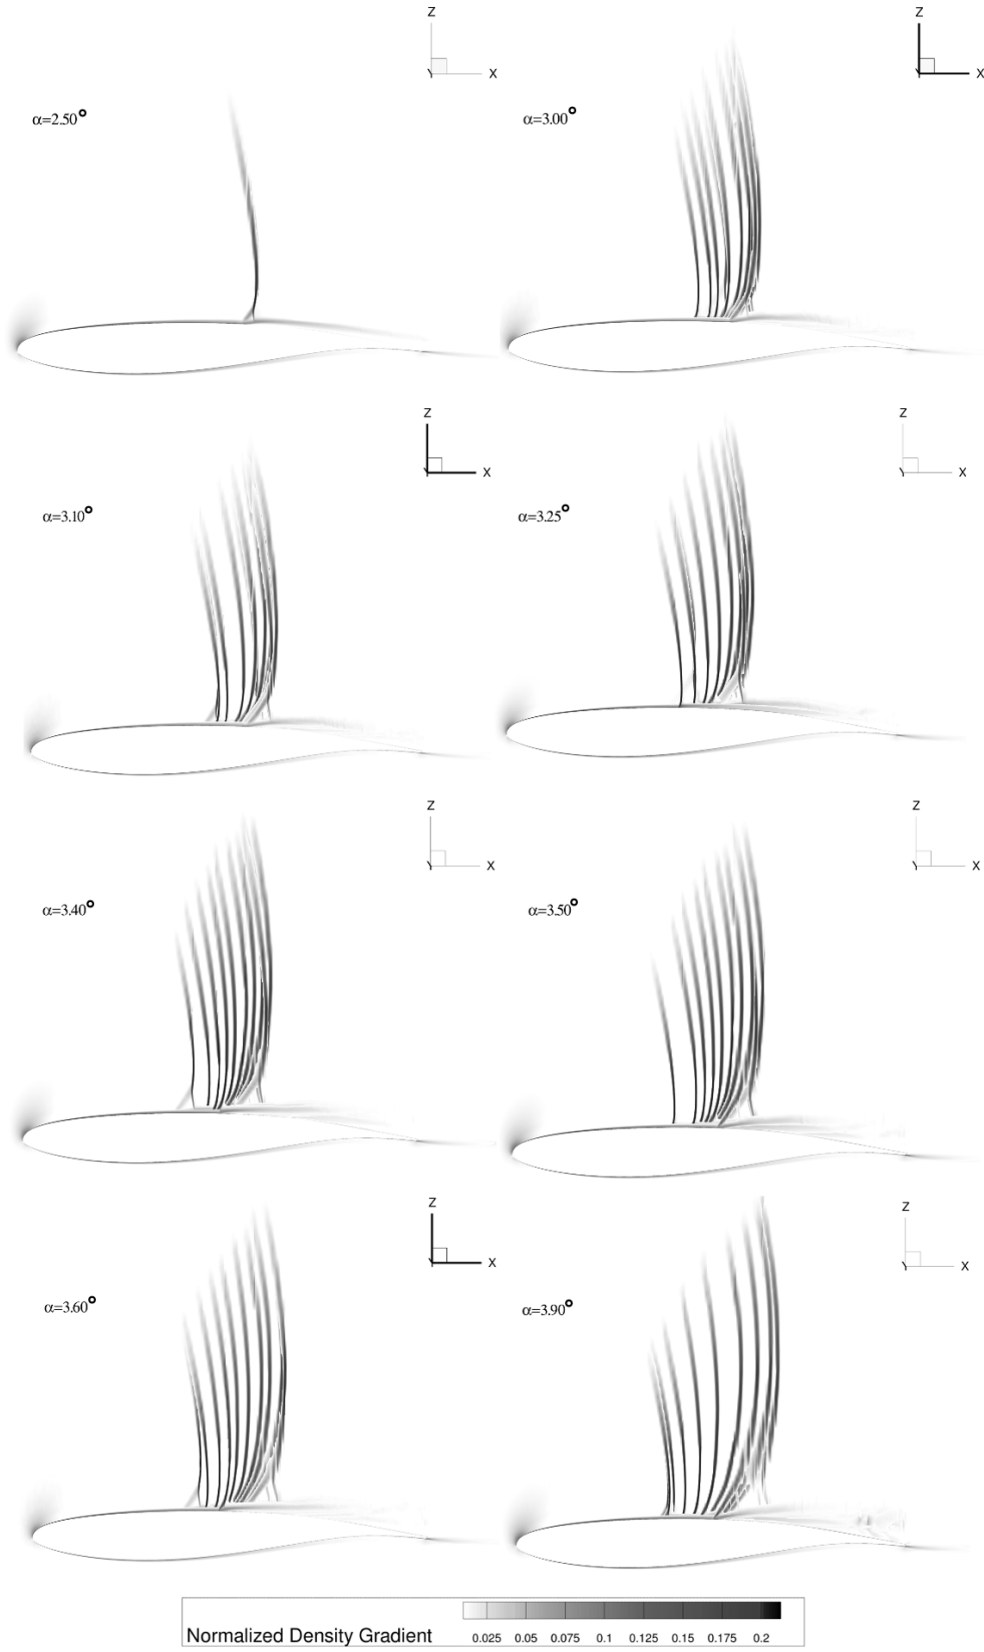 Z
X
α=2.50°
Z
X
α=3.00°
Z
X
α=3.10°
Z
X
α=3.25°
Z
X
α=3.40°
Z
X
α=3.50°
Z
X
α=3.60°
Z
X
α=3.90°
Normalized Density Gradient
0.025 0.05 0.075 0.1 0.125 0.15 0.175 0.2